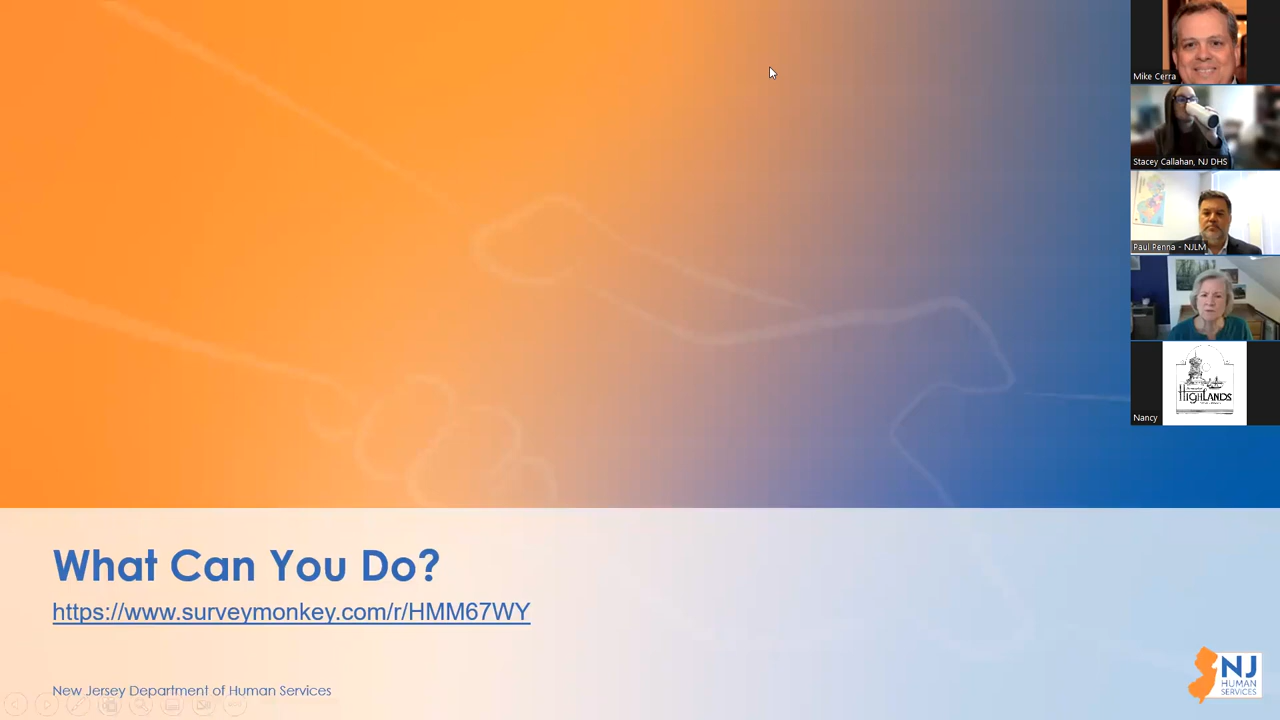 What Can You Do?
https://www.surveymonkey.com/r/HMM67WY
New Jersey Department of Human Services
NJ
HUMAN
SERVICES
Mike Cerra
Stacey Callahan, NJ DHS
Paul Penna - NJLM
HigHLANDS
Nancy